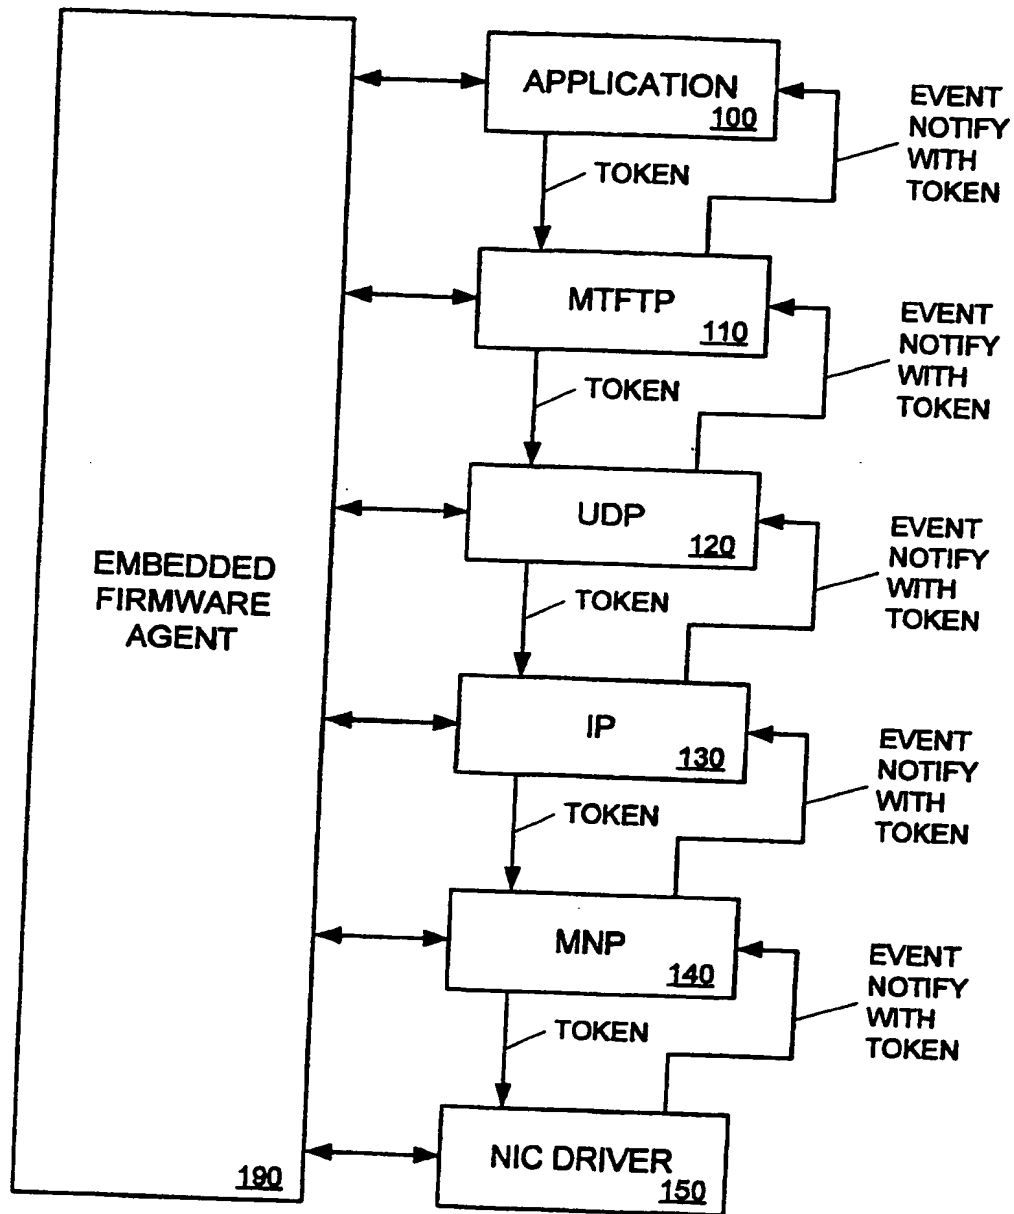 APPLICATION
100
EVENT
NOTIFY
WITH
TOKEN
TOKEN
MTFTP
110
EVENT
NOTIFY
WITH
TOKEN
TOKEN
UDP
120
EVENT
NOTIFY
WITH
TOKEN
EMBEDDED
FIRMWARE
AGENT
TOKEN
IP
130
EVENT
NOTIFY
WITH
TOKEN
TOKEN
MNP
140
EVENT
NOTIFY
WITH
TOKEN
TOKEN
NIC DRIVER
150
190